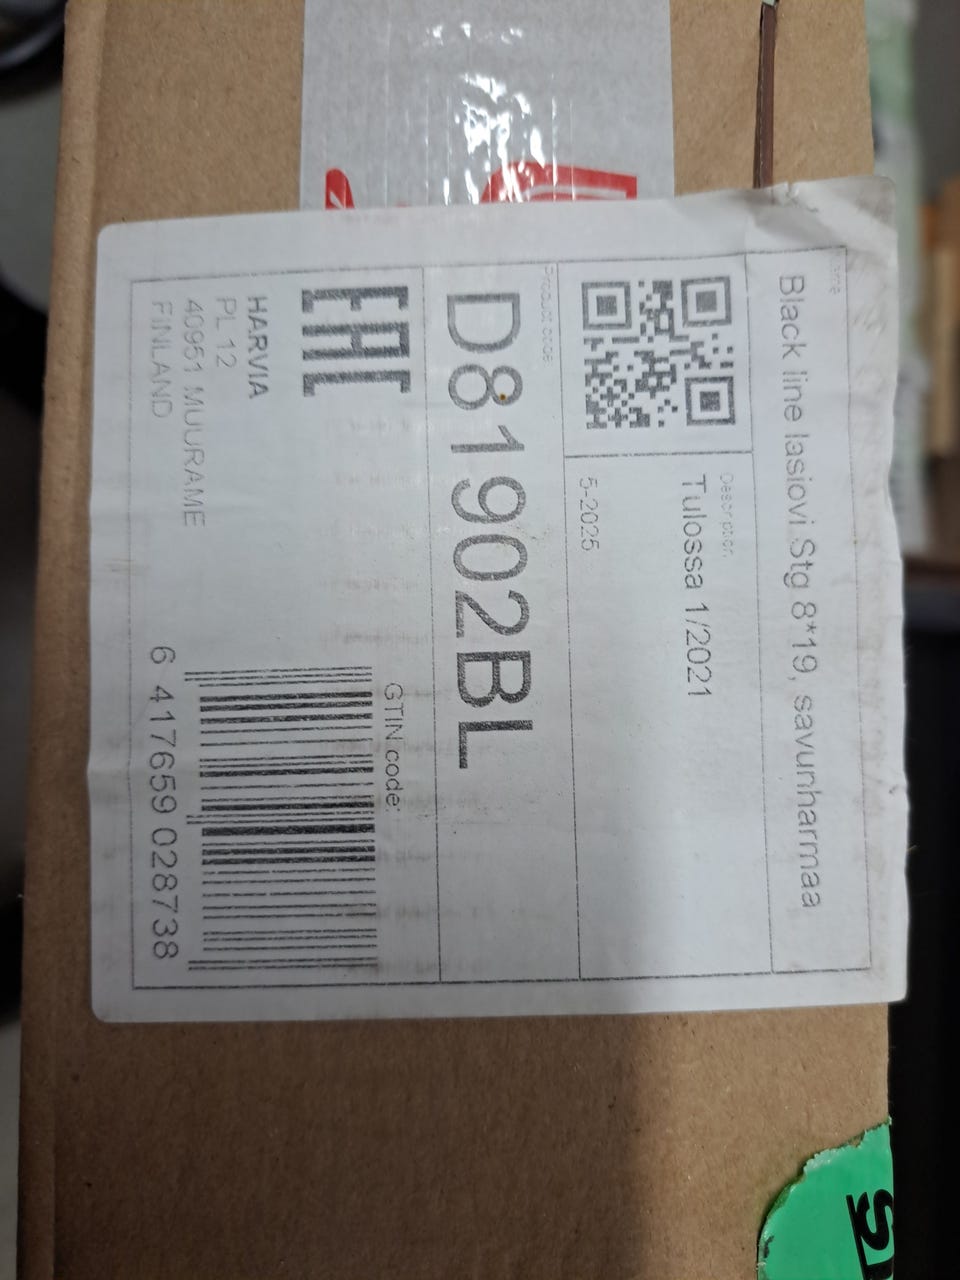 Name
Black line lasiovi Stg 8*19, savunharmaa
Description
Tulossa 1/2021
5-2025
Product code
D81902BL
EAC
GTIN code:
HARVIA
PL 12
40951 MUURAME
FINLAND
6 417659 028738